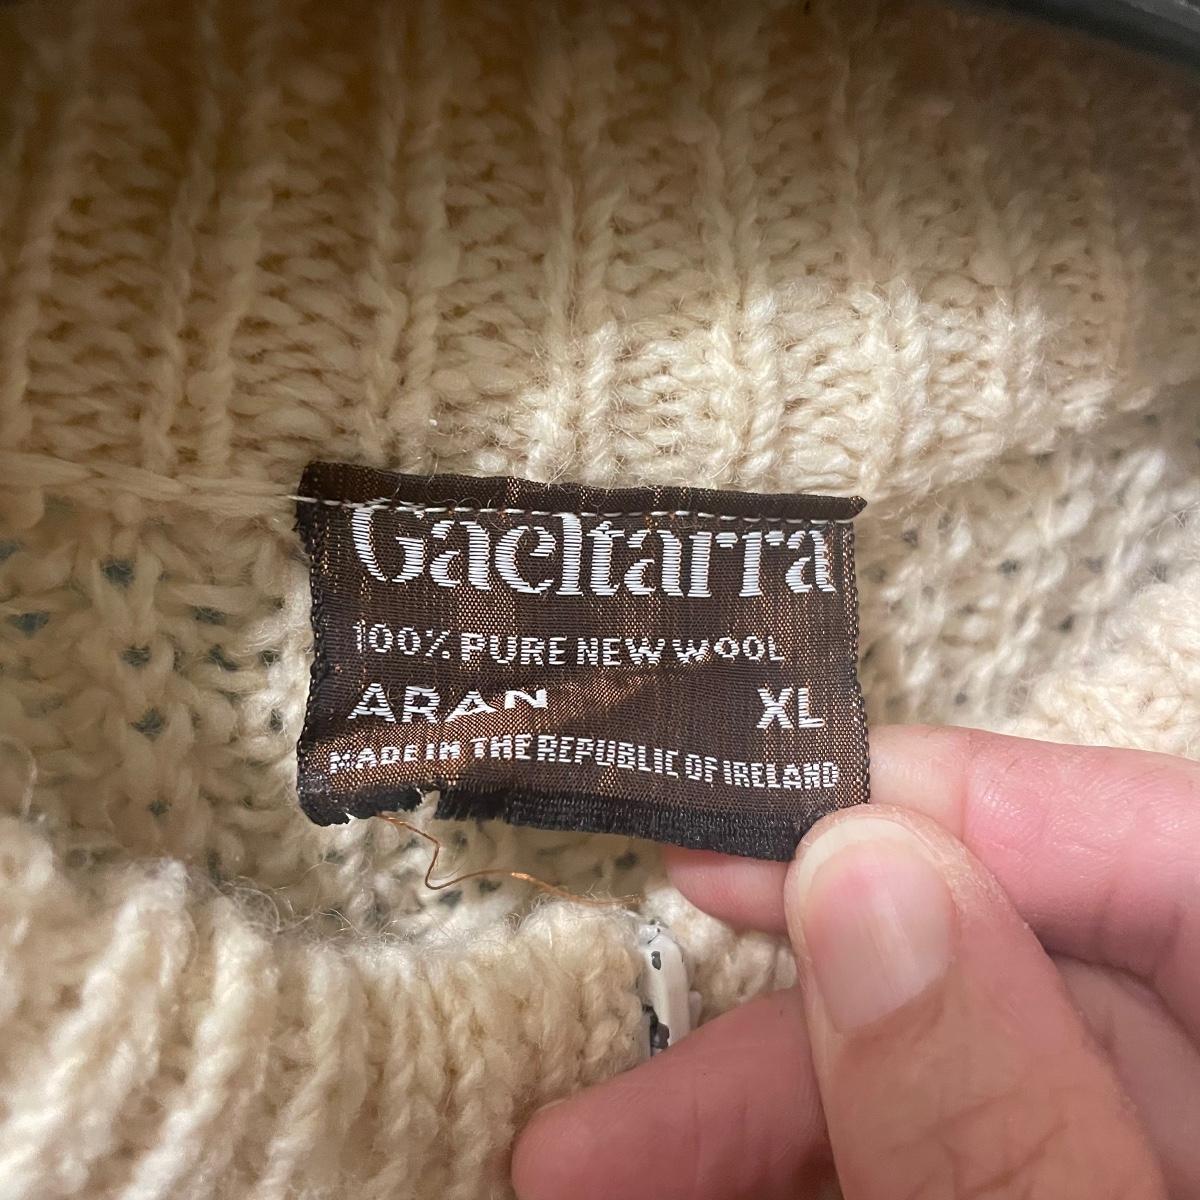 Gaeltarra
100% PURE NEW WOOL
ARAN XL
MADE IN THE REPUBLIC OF IRELAND